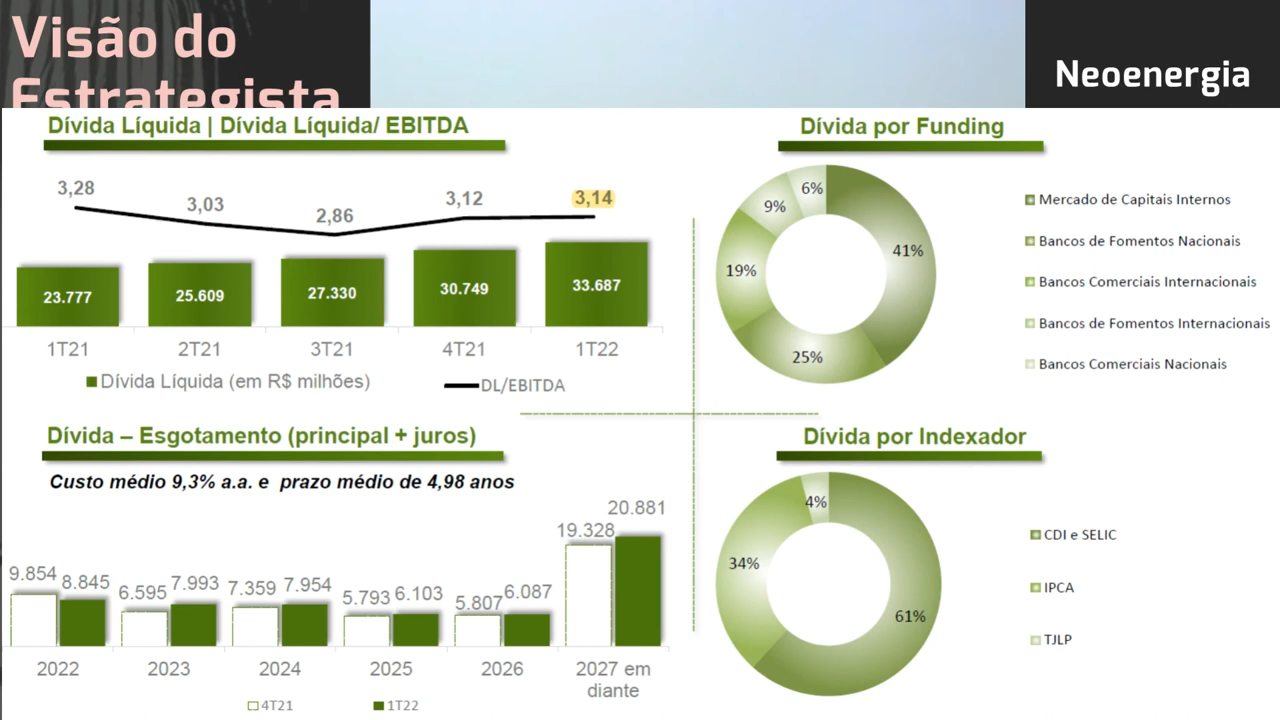 Visão do
Estrategista
Neoenergia
Dívida Líquida | Dívida Líquida/ EBITDA
3,28
3,03
2,86
3,12
3,14
23.777
25.609
27.330
30.749
33.687
1T21
2T21
3T21
4T21
1T22
Dívida Líquida (em R$ milhões)
DL/EBITDA
Dívida por Funding
6%
9%
19%
25%
41%
Mercado de Capitais Internos
Bancos de Fomentos Nacionais
Bancos Comerciais Internacionais
Bancos de Fomentos Internacionais
Bancos Comerciais Nacionais
Dívida – Esgotamento (principal + juros)
Custo médio 9,3% a.a. e prazo médio de 4,98 anos
9.854
8.845
6.595
7.993
7.359
7.954
5.793
6.103
5.807
6.087
19.328
20.881
2022
2023
2024
2025
2026
2027 em
diante
4T21
1T22
Dívida por Indexador
4%
34%
61%
CDI e SELIC
IPCA
TJLP